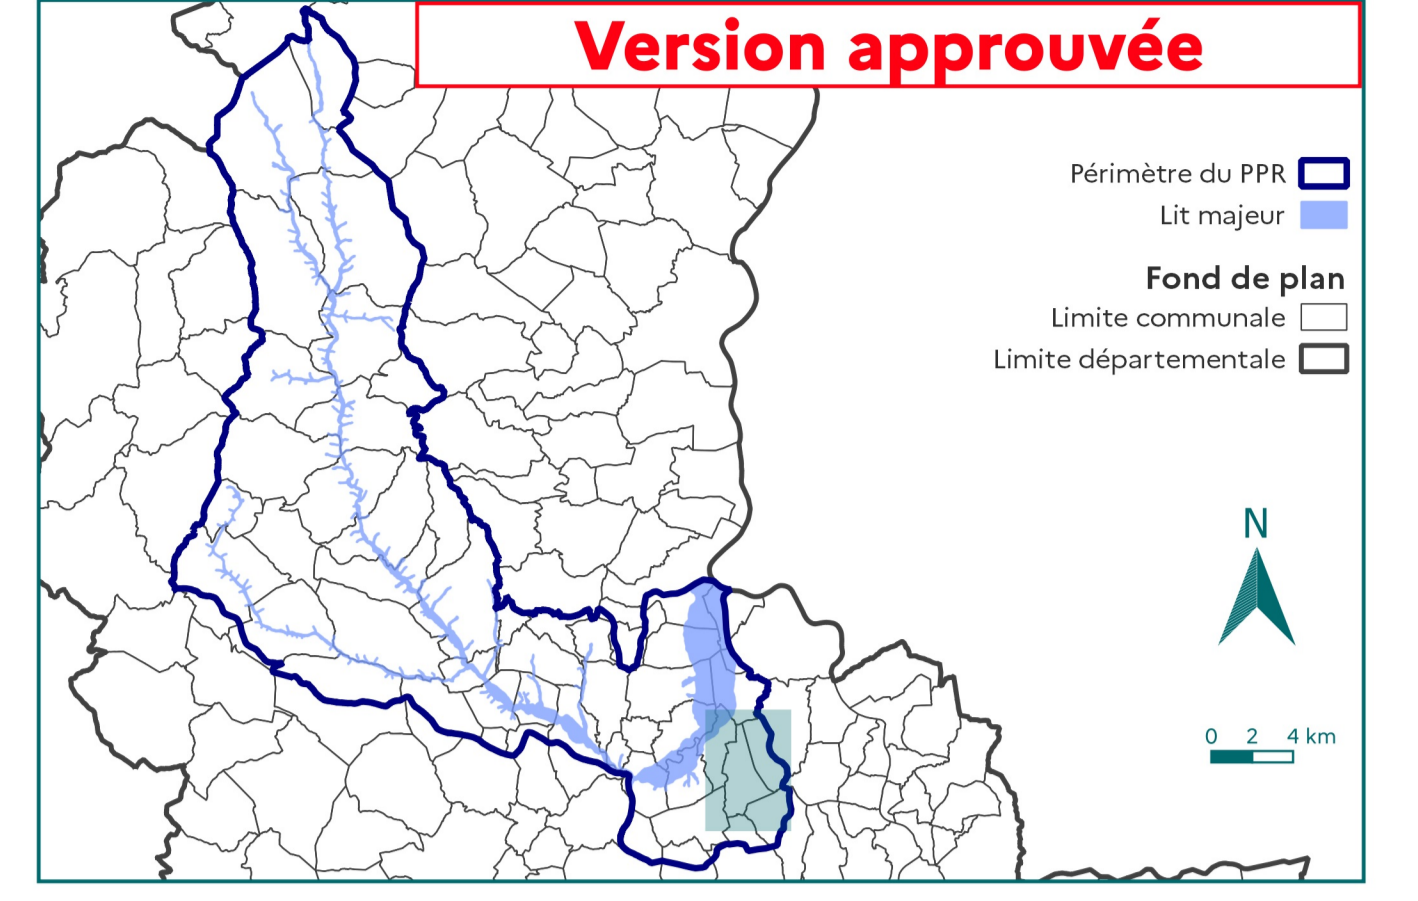 Version approuvée
Périmètre du PPR
Lit majeur
Fond de plan
Limite communale
Limite départementale
N
0 2 4 km